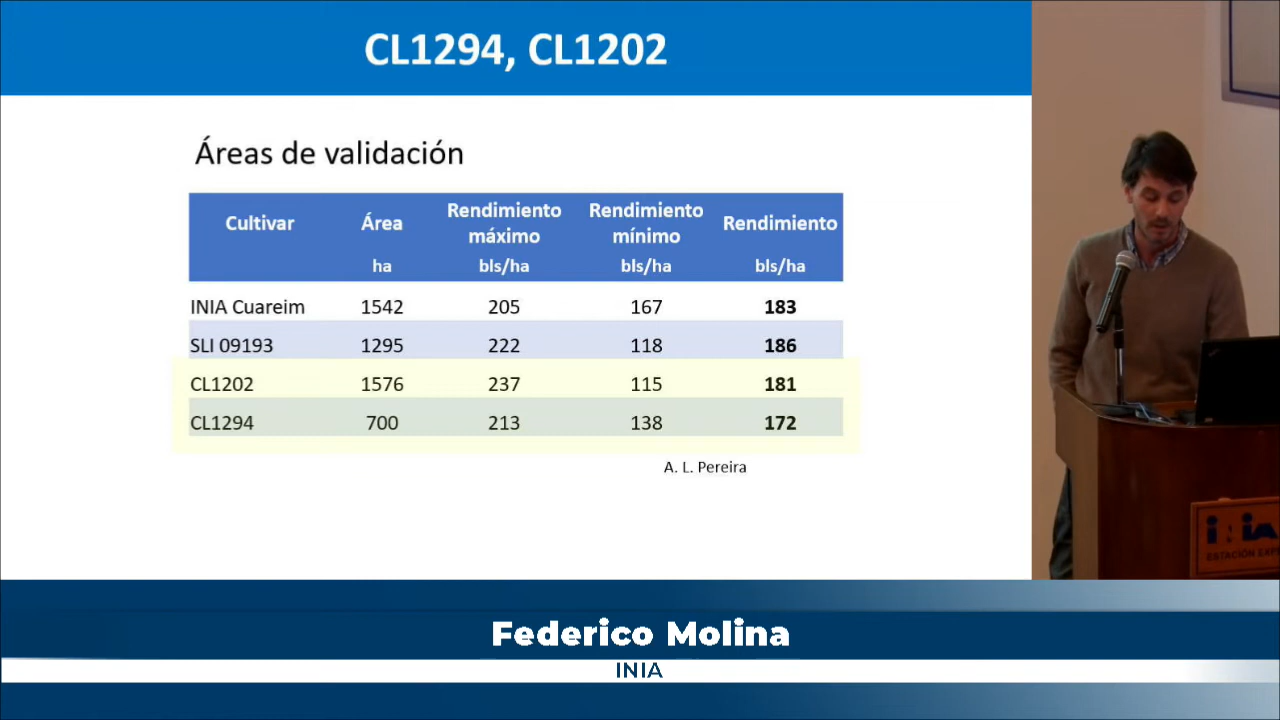 CL1294, CL1202
Áreas de validación
Cultivar Área Rendimiento máximo Rendimiento mínimo Rendimiento
ha bls/ha bls/ha bls/ha
INIA Cuareim 1542 205 167 183
SLI 09193 1295 222 118 186
CL1202 1576 237 115 181
CL1294 700 213 138 172
A. L. Pereira
INIA
ESTACIÓN
Federico Molina
INIA